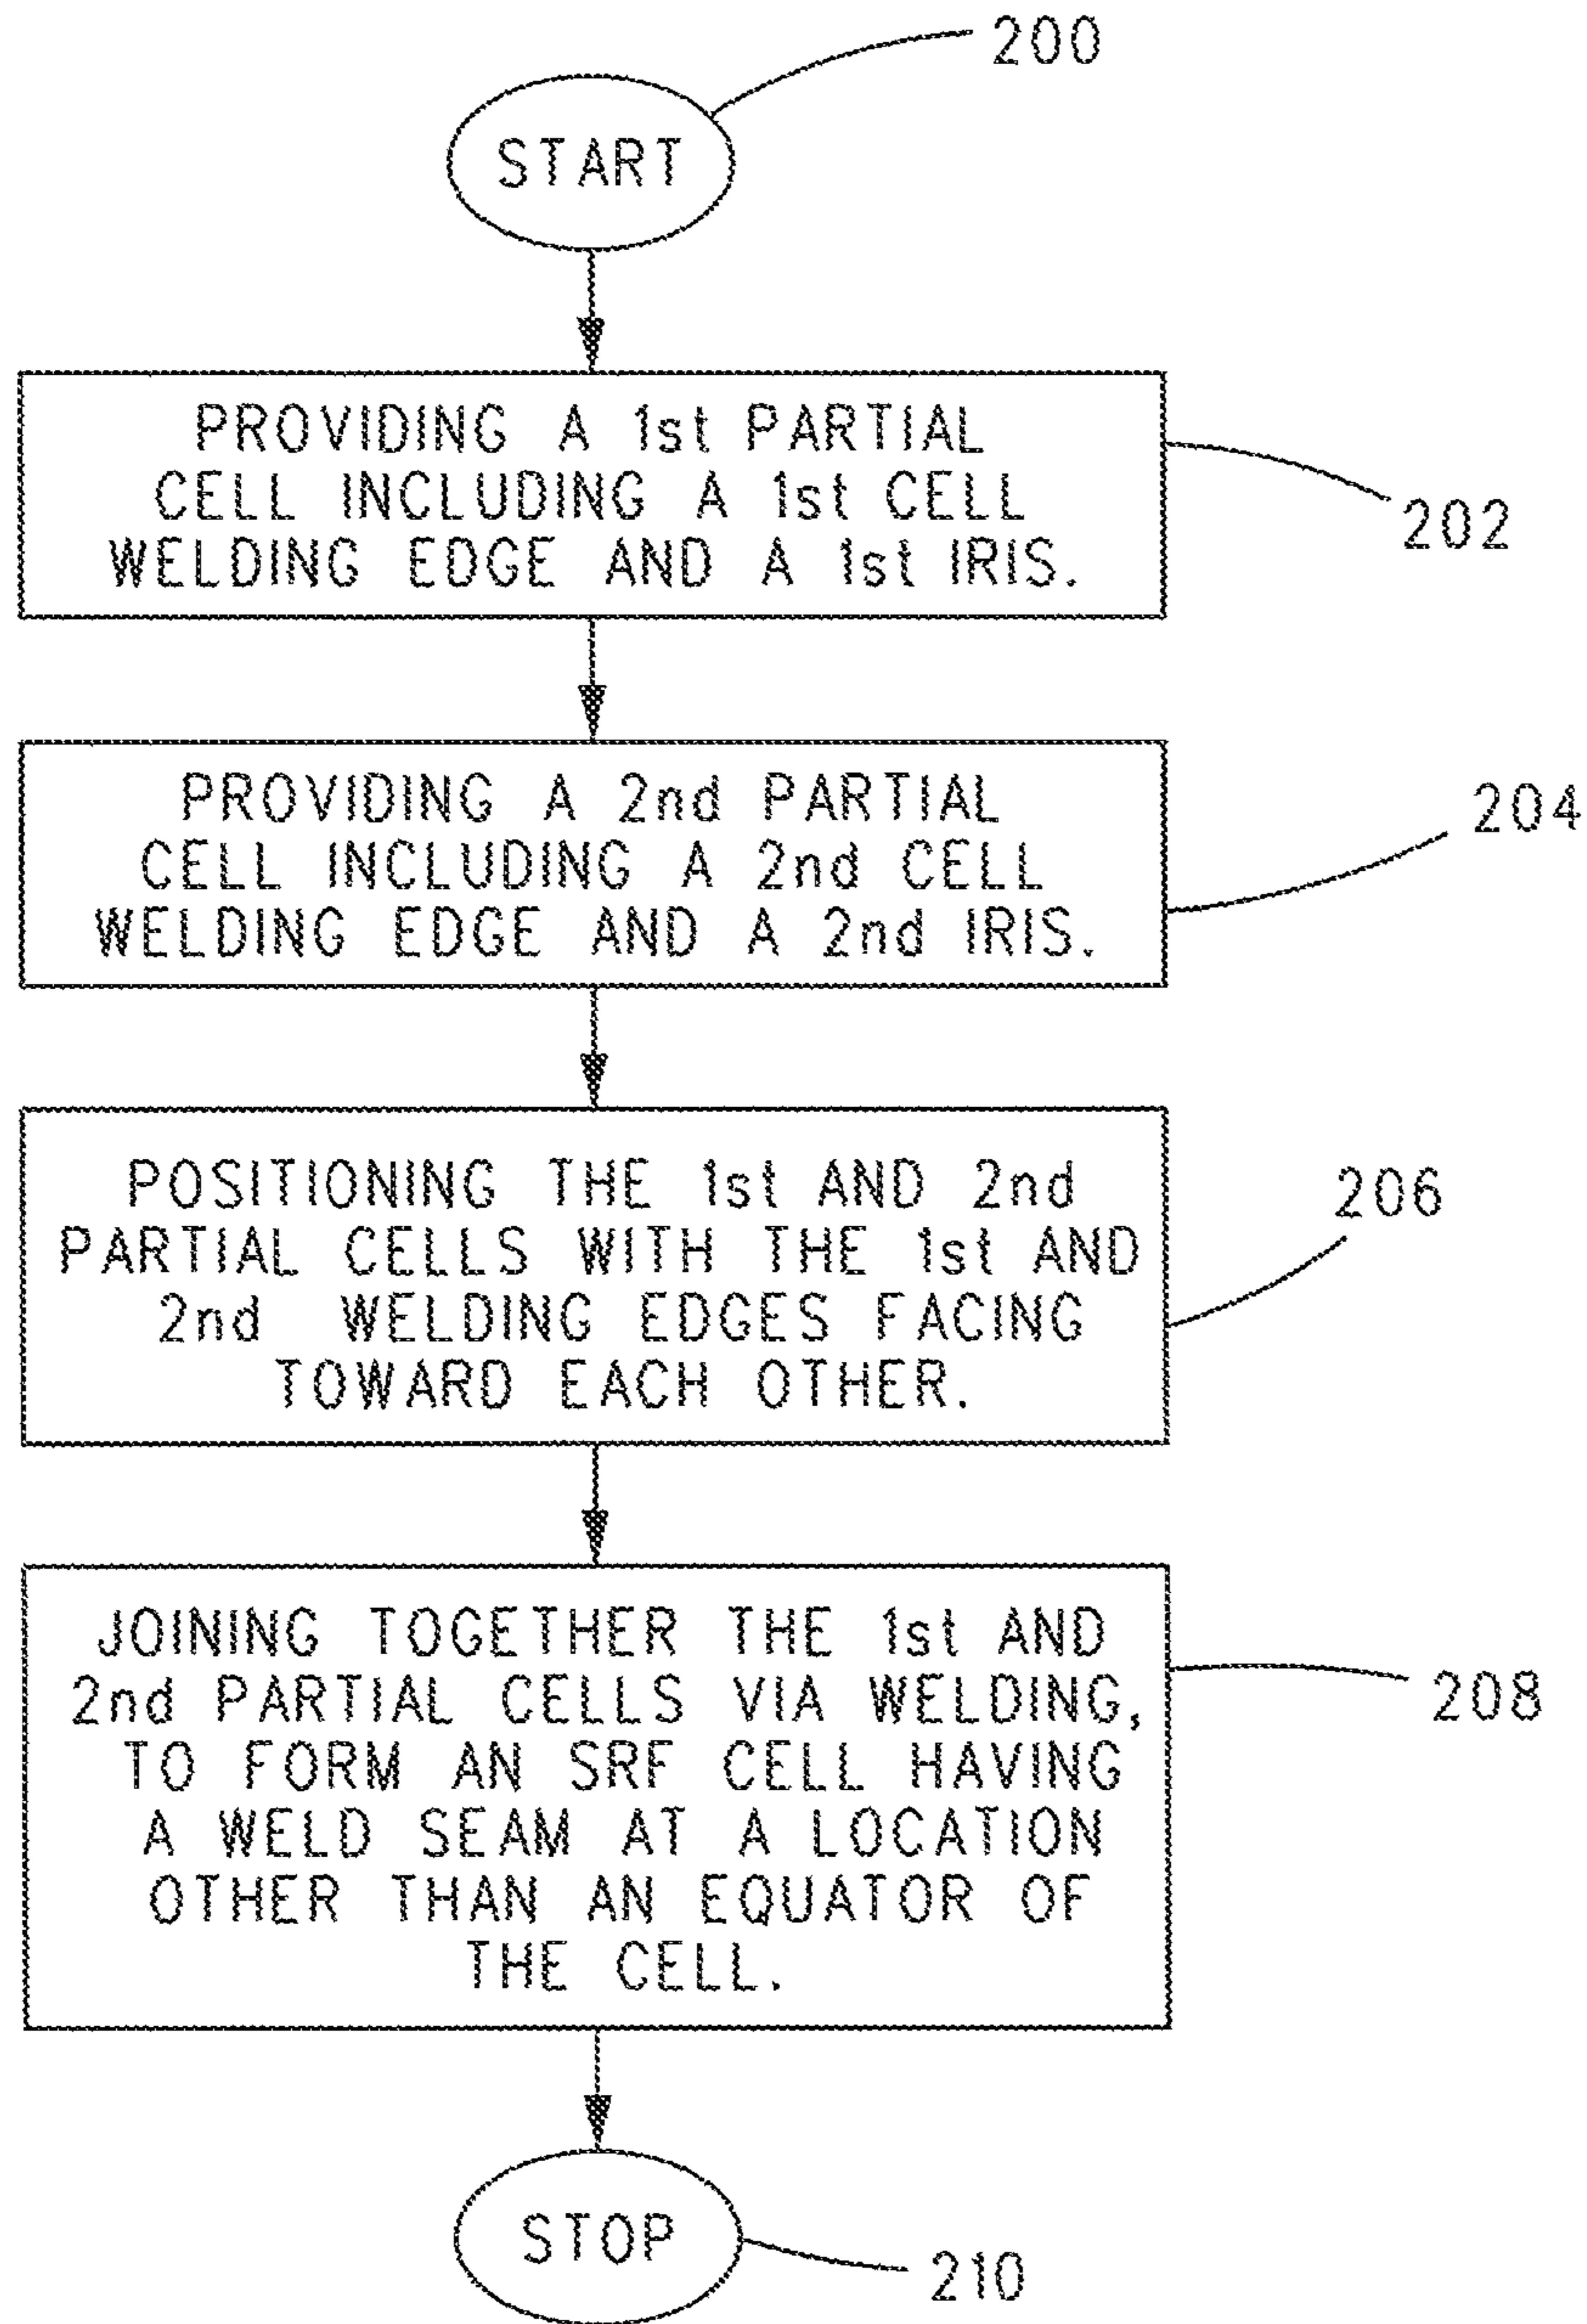 200
START
PROVIDING A 1st PARTIAL
CELL INCLUDING A 1st CELL
WELDING EDGE AND A 1st IRIS.
202
PROVIDING A 2nd PARTIAL
CELL INCLUDING A 2nd CELL
WELDING EDGE AND A 2nd IRIS.
204
POSITIONING THE 1st AND 2nd
PARTIAL CELLS WITH THE 1st AND
2nd WELDING EDGES FACING
TOWARD EACH OTHER.
206
JOINING TOGETHER THE 1st AND
2nd PARTIAL CELLS VIA WELDING,
TO FORM AN SRF CELL HAVING
A WELD SEAM AT A LOCATION
OTHER THAN AN EQUATOR OF
THE CELL.
208
STOP
210